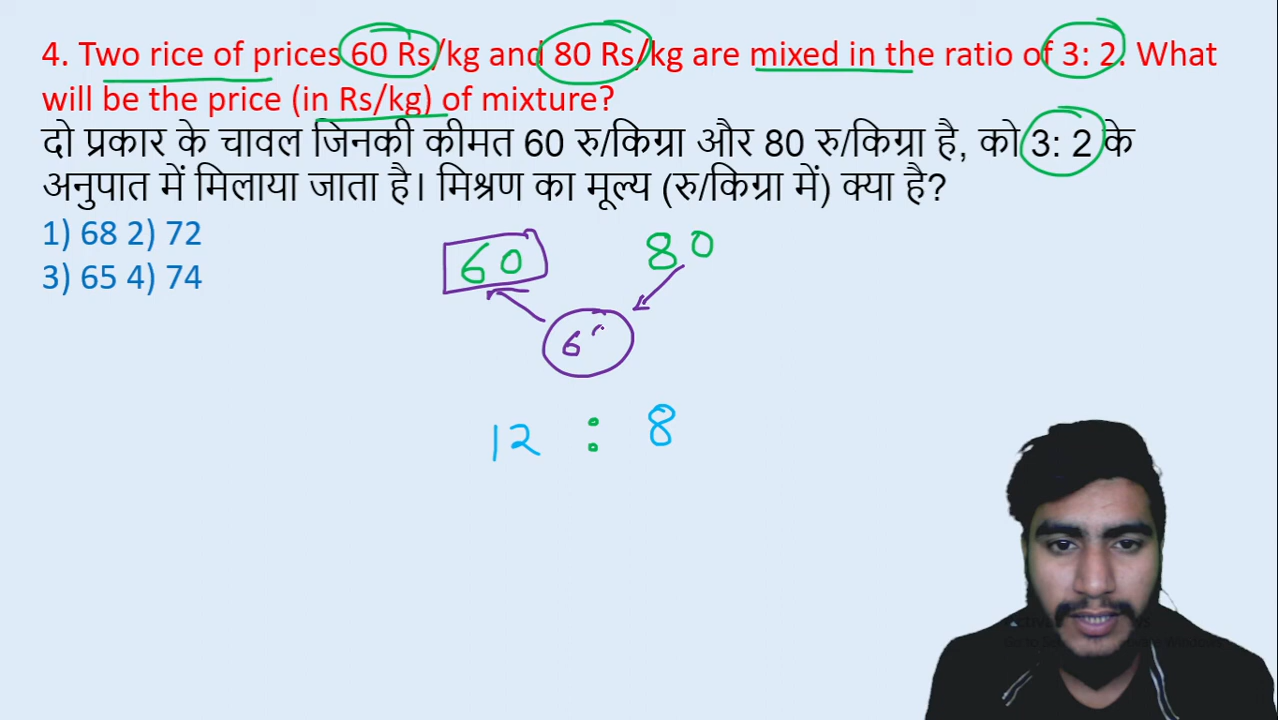 4. Two rice of prices 60 Rs/kg and 80 Rs/kg are mixed in the ratio of 3: 2. What
will be the price (in Rs/kg) of mixture?
दो प्रकार के चावल जिनकी कीमत 60 रु/किग्रा और 80 रु/किग्रा है, को 3: 2 के
अनुपात में मिलाया जाता है। मिश्रण का मूल्य (रु/किग्रा में) क्या है?
1) 68 2) 72
3) 65 4) 74
60 80
12 : 8